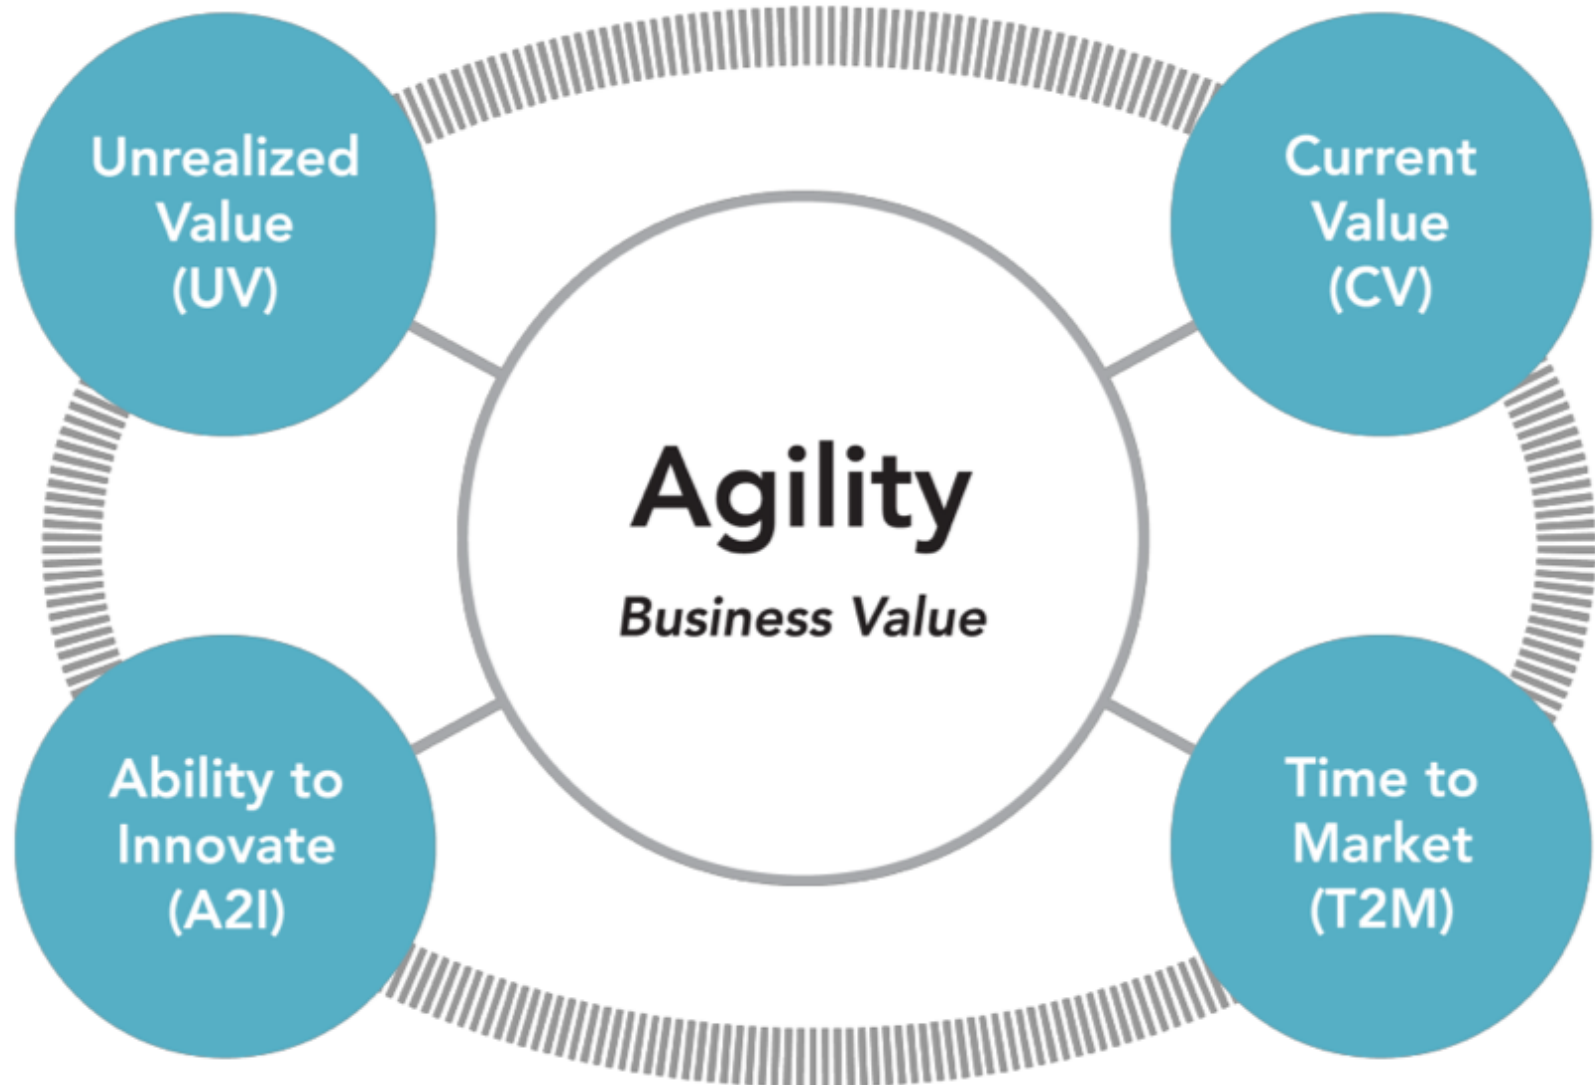 Unrealized
Value
(UV)
Current
Value
(CV)
Agility
Business Value
Ability to
Innovate
(A2I)
Time to
Market
(T2M)